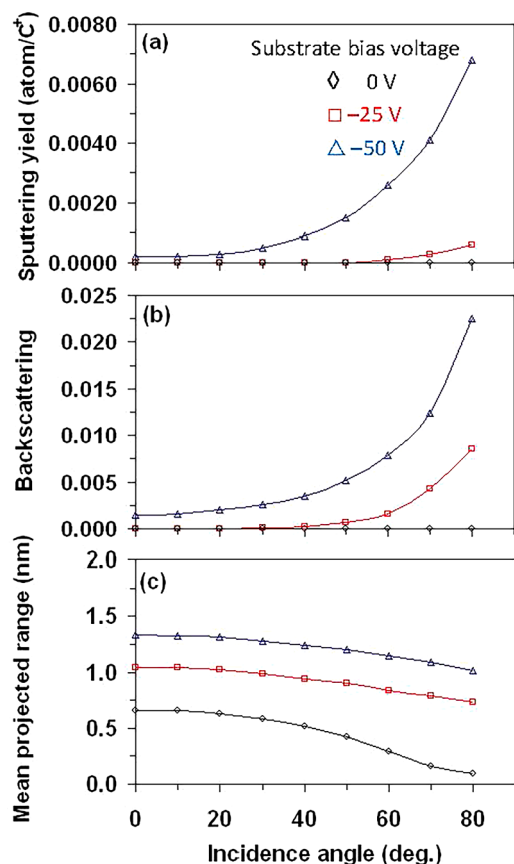 0.0080
0.0060
0.0040
0.0020
0.0000
Sputtering yield (atom/C⁺)
(a)
Substrate bias voltage
0 V
−25 V
−50 V
0.025
0.020
0.015
0.010
0.005
0.000
Backscattering
(b)
2.0
1.5
1.0
0.5
0.0
Mean projected range (nm)
(c)
0 20 40 60 80
Incidence angle (deg.)